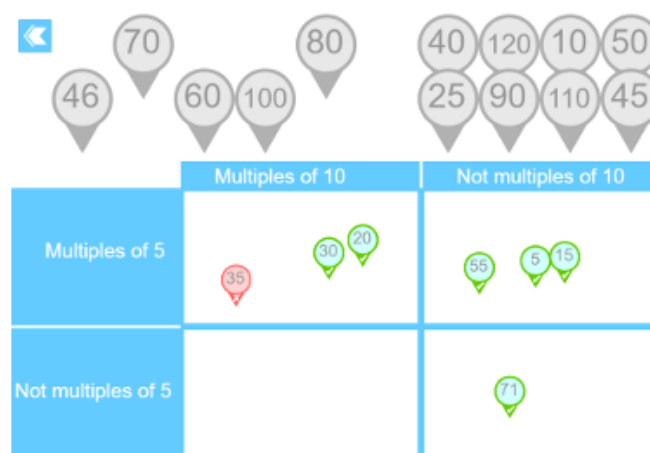 70 80 40 120 10 50
46 60 100 25 90 110 45
Multiples of 10 Not multiples of 10
Multiples of 5
35 30 20 55 5 15
Not multiples of 5
71